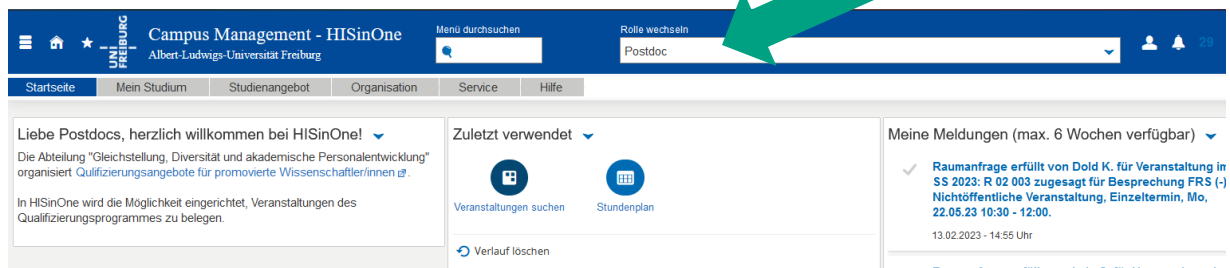 UNI
FREIBURG
Campus Management - HISinOne
Albert-Ludwigs-Universität Freiburg
Menü durchsuchen
Rolle wechseln
Postdoc
29
Startseite
Mein Studium
Studienangebot
Organisation
Service
Hilfe
Liebe Postdocs, herzlich willkommen bei HISinOne!
Die Abteilung "Gleichstellung, Diversität und akademische Personalentwicklung"
organisiert Qulifizierungsangebote für promovierte Wissenschaftler/innen.
In HISinOne wird die Möglichkeit eingerichtet, Veranstaltungen des
Qualifizierungsprogrammes zu belegen.
Zuletzt verwendet
Veranstaltungen suchen
Stundenplan
Verlauf löschen
Meine Meldungen (max. 6 Wochen verfügbar)
Raumanfrage erfüllt von Dold K. für Veranstaltung im
SS 2023: R 02 003 zugesagt für Besprechung FRS (-)
Nichtöffentliche Veranstaltung, Einzeltermin, Mo,
22.05.23 10:30 - 12:00.
13.02.2023 - 14:55 Uhr